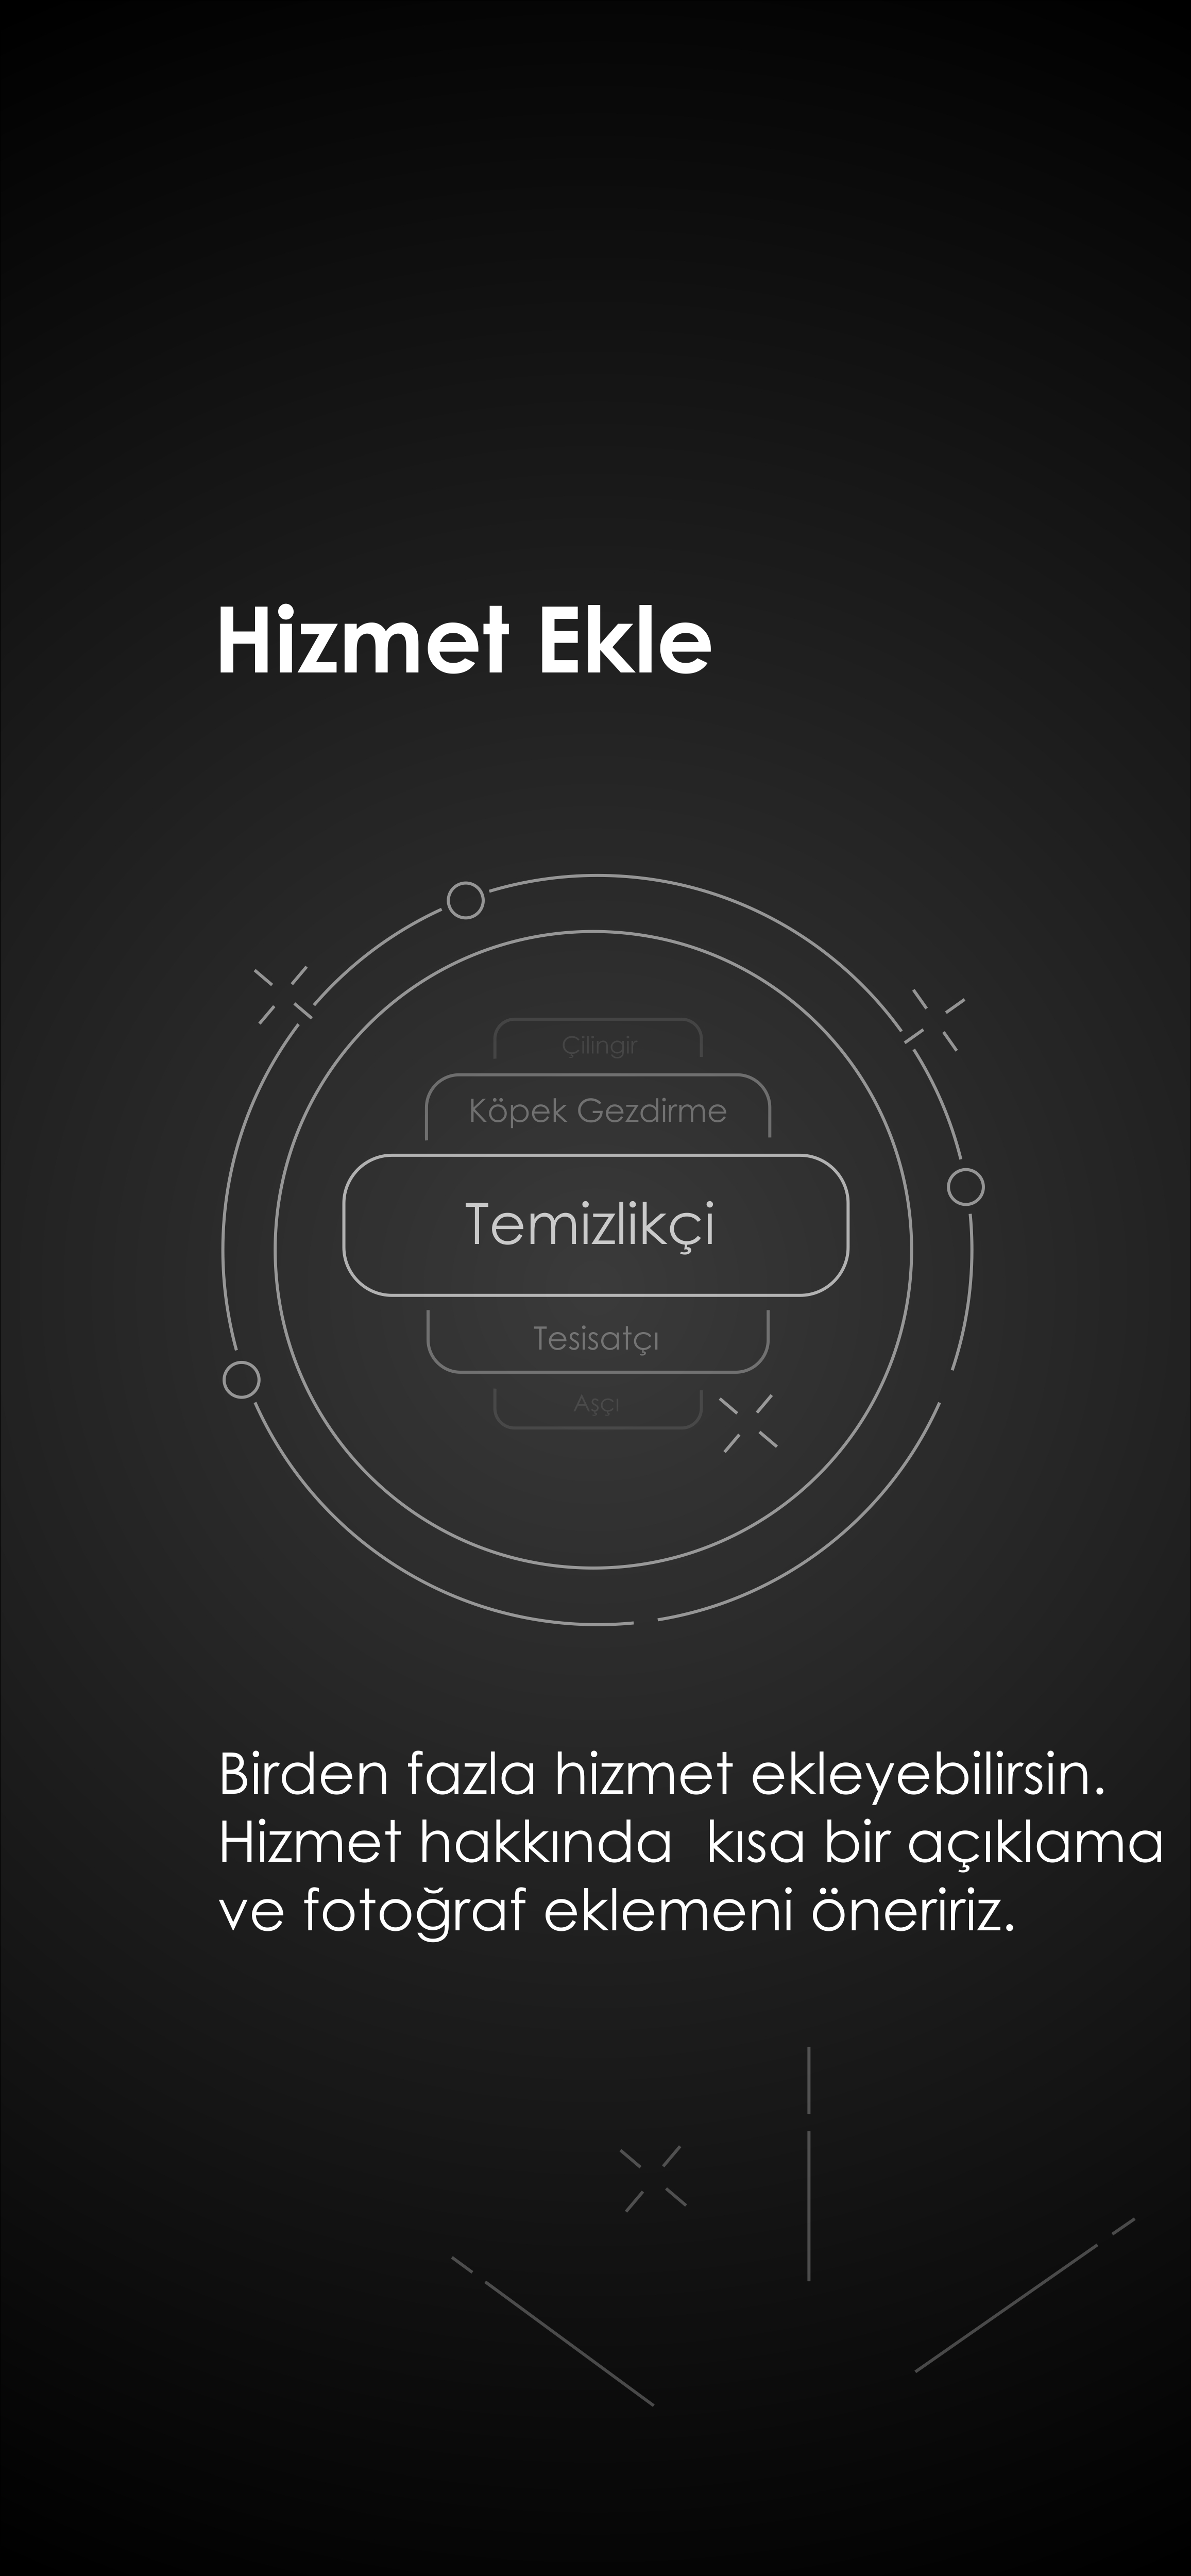 Hizmet Ekle
Çilingir
Köpek Gezdirme
Temizlikçi
Tesisatçı
Aşçı
Birden fazla hizmet ekleyebilirsin.
Hizmet hakkında  kısa bir açıklama
ve fotoğraf eklemeni öneririz.